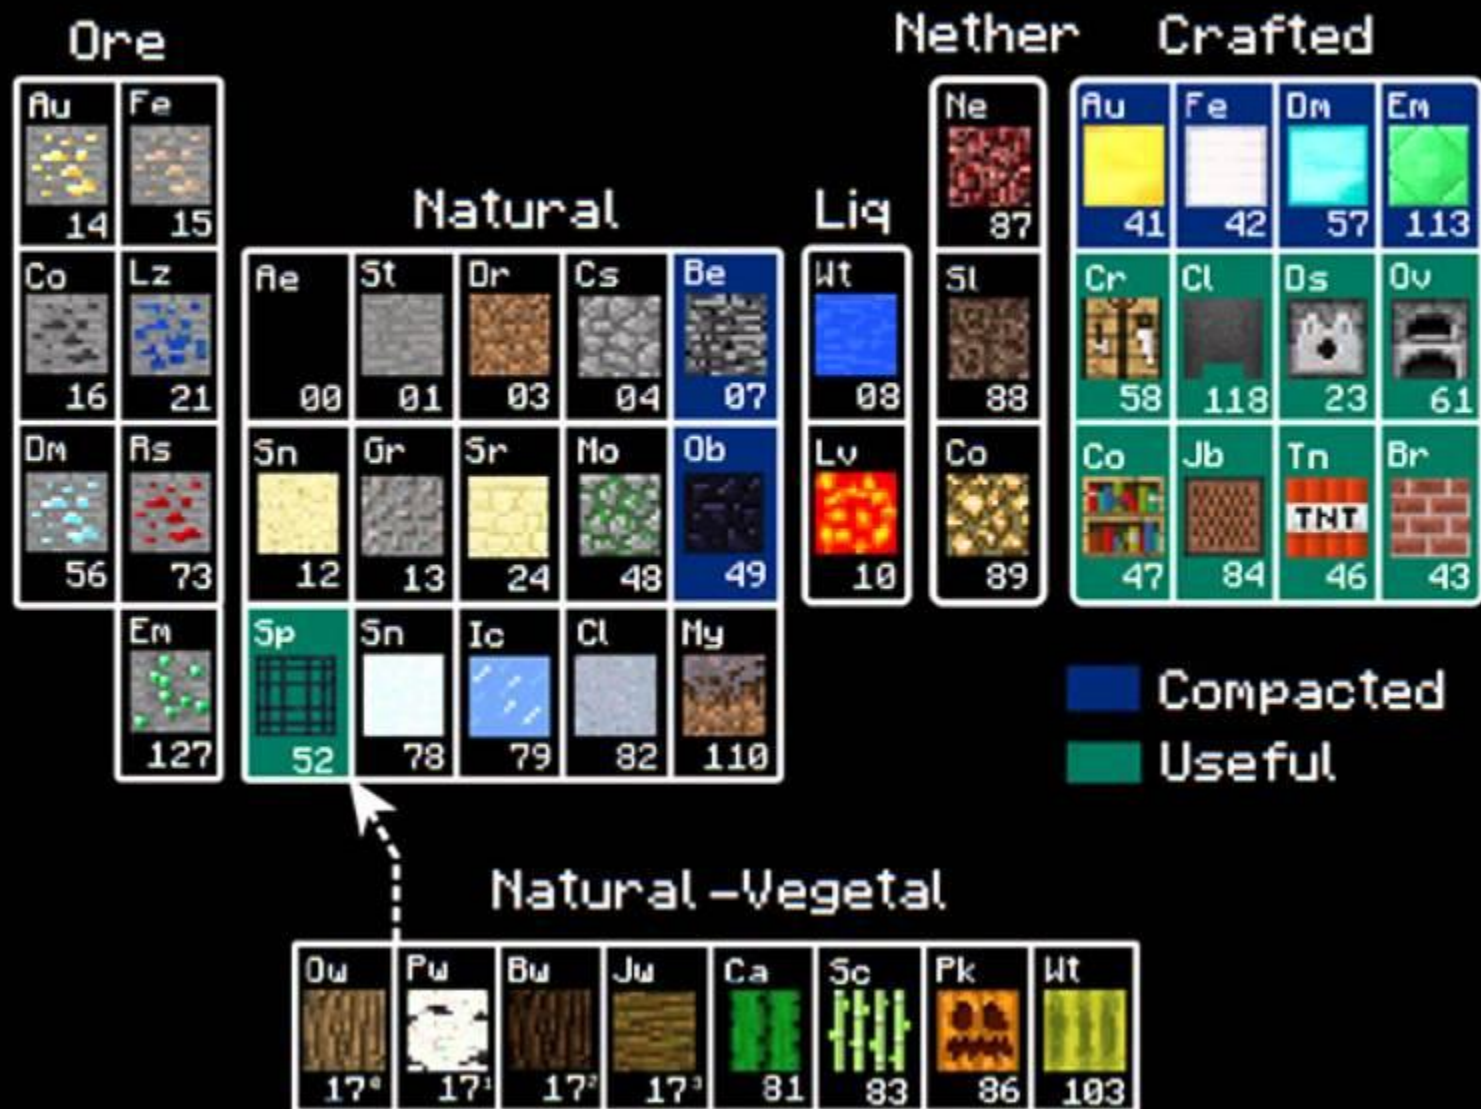 Ore
Nether Crafted
Au Fe
14 15
Ne
87
Au Fe Dm Em
41 42 57 113
Natural
Liq
Co Lz
16 21
Ae St Dr Cs Be
00 01 03 04 07
Wt
08
Sl
88
Cr Cl Ds Ov
58 118 23 61
Dm Rs
56 73
Sn Gr Sr Mo Ob
12 13 24 48 49
Lv
10
Co
89
Co Jb Tn Br
TNT
47 84 46 43
Em
127
Sp Sn Ic Cl My
52 78 79 82 110
Compacted
Useful
Natural-Vegetal
Ow Pw Bw Jw Ca Sc Pk Wt
17⁰ 17¹ 17² 17³ 81 83 86 103